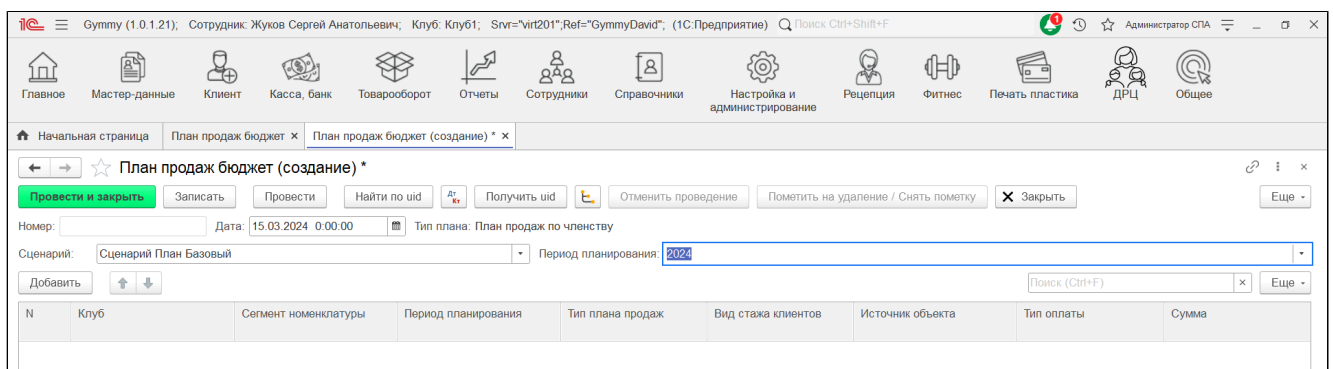 1С Gymmy (1.0.1.21); Сотрудник: Жуков Сергей Анатольевич; Клуб: Клуб1; Srvr="virt201";Ref="GymmyDavid"; (1С:Предприятие) Поиск Ctrl+Shift+F 1 Администратор СПА
Главное Мастер-данные Клиент Касса, банк Товарооборот Отчеты Сотрудники Справочники Настройка и администрирование Рецепция Фитнес Печать пластика ДРЦ Общее
Начальная страница План продаж бюджет × План продаж бюджет (создание) * ×
План продаж бюджет (создание) *
Провести и закрыть Записать Провести Найти по uid Дт Кт Получить uid Отменить проведение Пометить на удаление / Снять пометку Закрыть Еще
Номер: Дата: 15.03.2024 0:00:00 Тип плана: План продаж по членству
Сценарий: Сценарий План Базовый Период планирования: 2024
Добавить Поиск (Ctrl+F) × Еще
N Клуб Сегмент номенклатуры Период планирования Тип плана продаж Вид стажа клиентов Источник объекта Тип оплаты Сумма